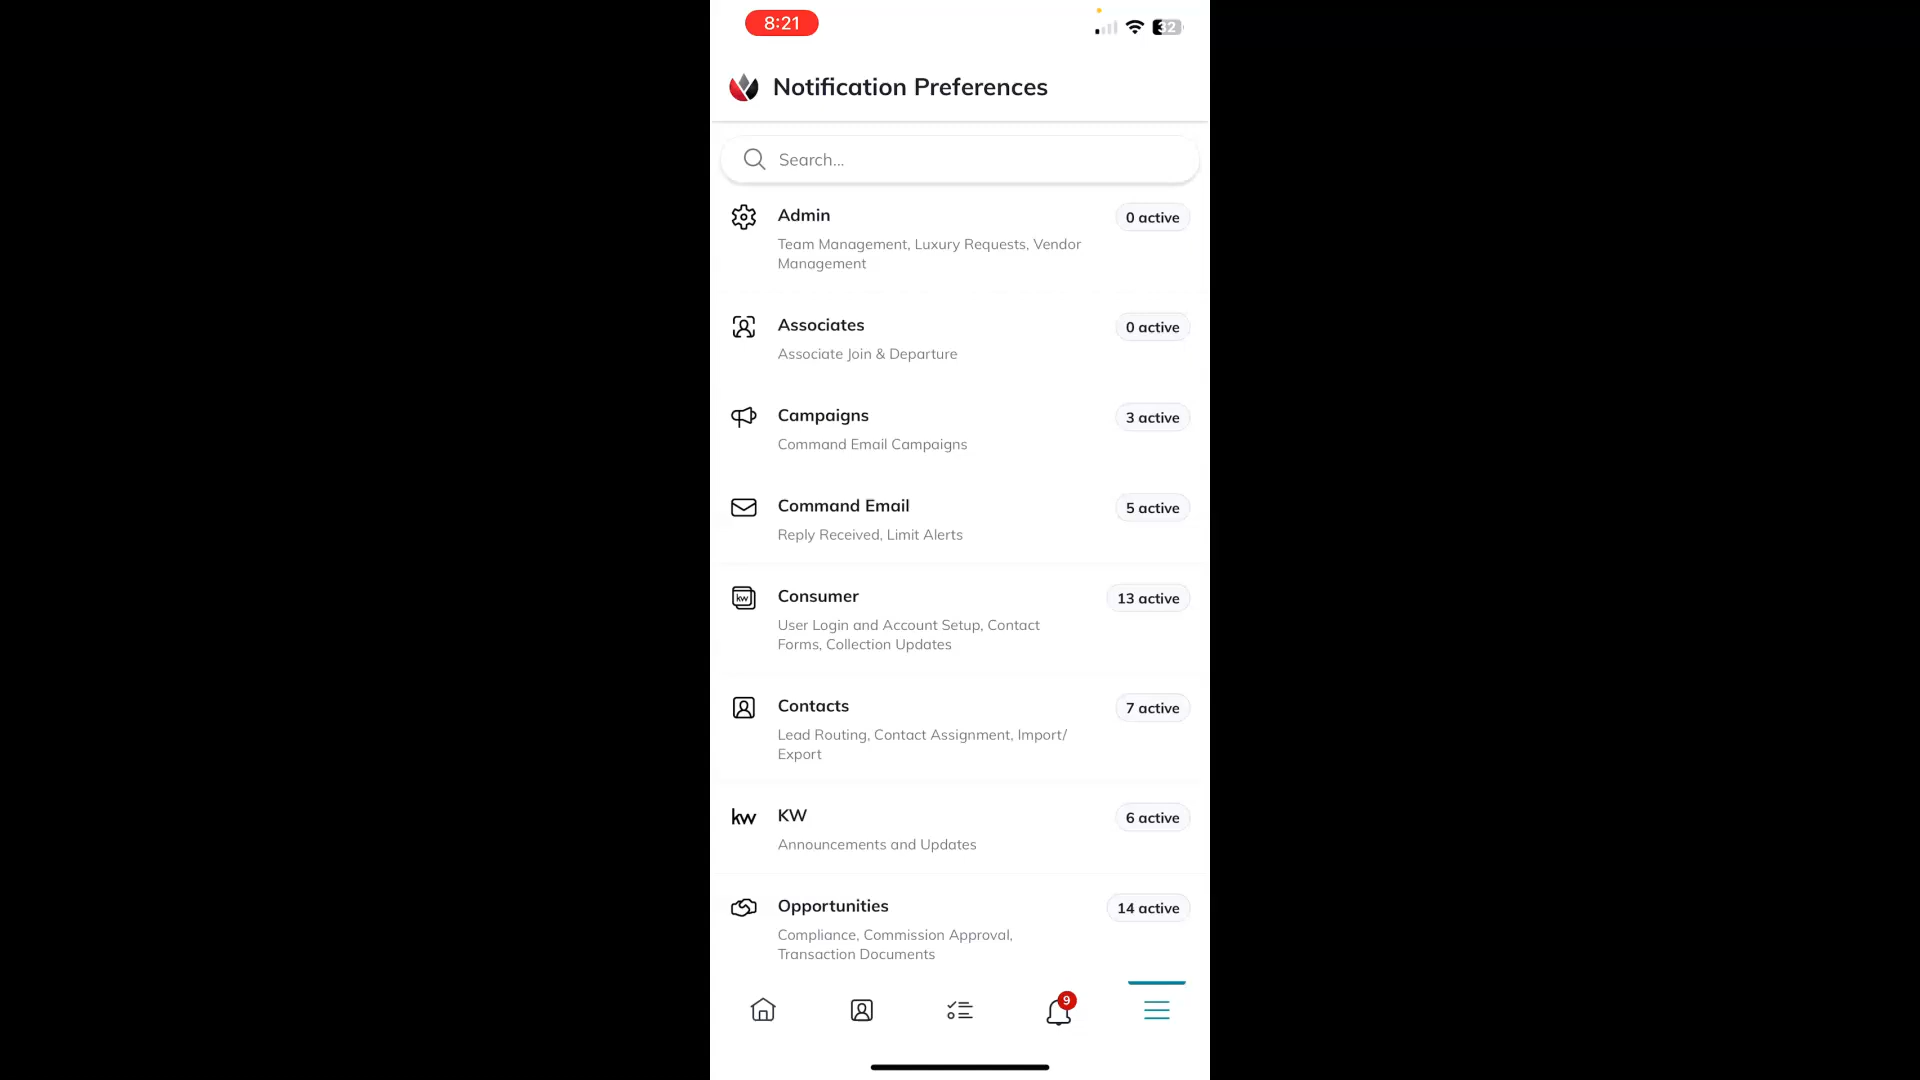 8:21
32
Notification Preferences
Search...
Admin
0 active
Team Management, Luxury Requests, Vendor
Management
Associates
0 active
Associate Join & Departure
Campaigns
3 active
Command Email Campaigns
Command Email
5 active
Reply Received, Limit Alerts
kw
Consumer
13 active
User Login and Account Setup, Contact
Forms, Collection Updates
Contacts
7 active
Lead Routing, Contact Assignment, Import/
Export
kw
KW
6 active
Announcements and Updates
Opportunities
14 active
Compliance, Commission Approval,
Transaction Documents
9